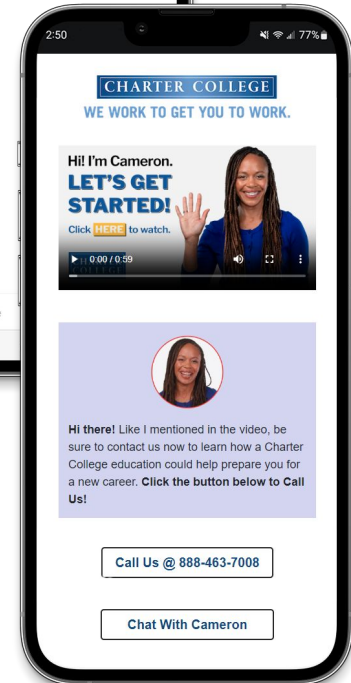 2:50
77%
CHARTER COLLEGE
WE WORK TO GET YOU TO WORK.
Hi! I'm Cameron.
LET'S GET
STARTED!
Click HERE to watch.
0:00 / 0:59
Hi there! Like I mentioned in the video, be
sure to contact us now to learn how a Charter
College education could help prepare you for
a new career. Click the button below to Call
Us!
Call Us @ 888-463-7008
Chat With Cameron